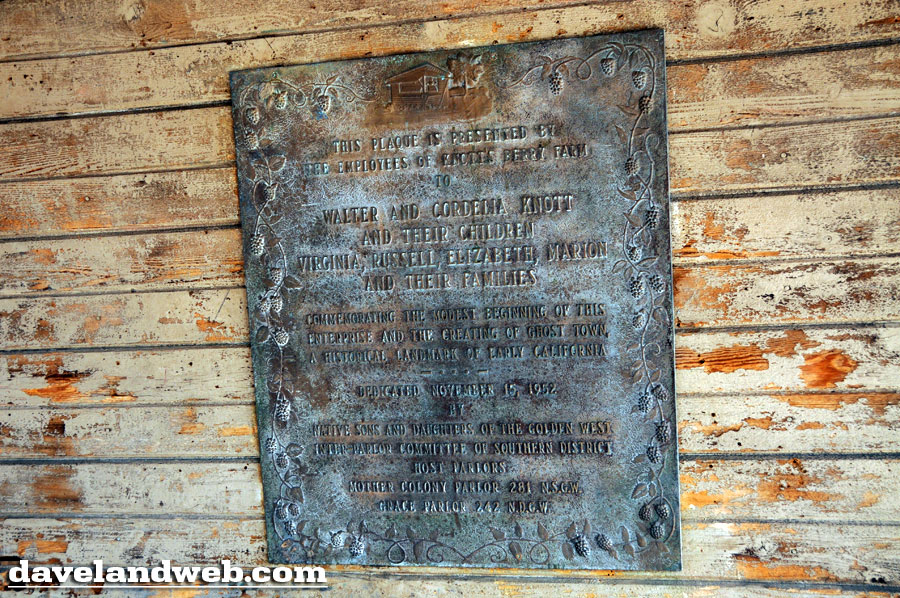 THIS PLAQUE IS PRESENTED BY
THE EMPLOYEES OF KNOTTS BERRY FARM
TO
WALTER AND CORDELIA KNOTT
AND THEIR CHILDREN
VIRGINIA, RUSSELL, ELIZABETH, MARION
AND THEIR FAMILIES
COMMEMORATING THE MODEST BEGINNING OF THIS
ENTERPRISE AND THE CREATING OF GHOST TOWN,
A HISTORICAL LANDMARK OF EARLY CALIFORNIA
DEDICATED NOVEMBER 15, 1952
BY
NATIVE SONS AND DAUGHTERS OF THE GOLDEN WEST
INTER-PARLOR COMMITTEE OF SOUTHERN DISTRICT
HOST PARLORS
MOTHER COLONY PARLOR 281 N.S.G.W.
GRACE PARLOR 242 N.D.G.W.
davelandweb.com